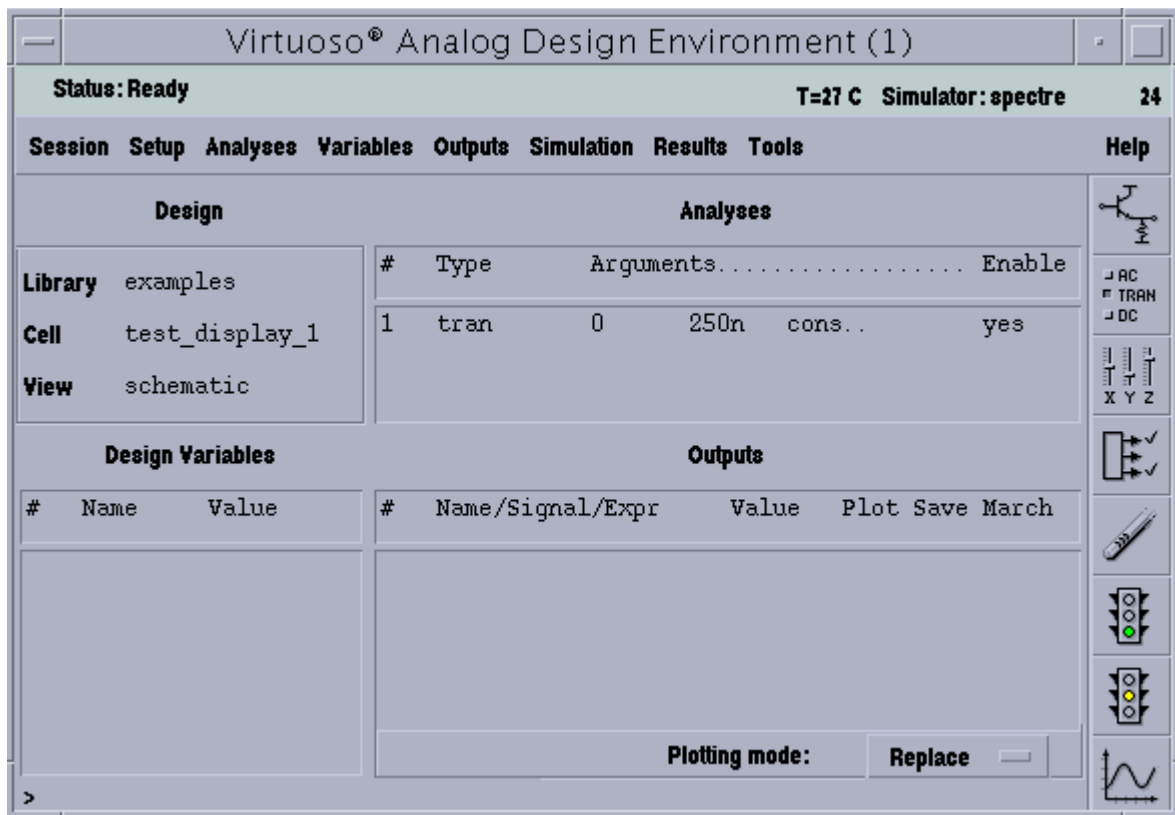 Virtuoso® Analog Design Environment (1)
Status: Ready T=27 C Simulator: spectre 24
Session Setup Analyses Variables Outputs Simulation Results Tools Help
Design
Library examples
Cell test_display_1
View schematic
Analyses
# Type Arguments................... Enable
1 tran 0 250n cons.. yes
Design Variables
# Name Value
Outputs
# Name/Signal/Expr Value Plot Save March
Plotting mode: Replace
>
AC
TRAN
DC
X Y Z